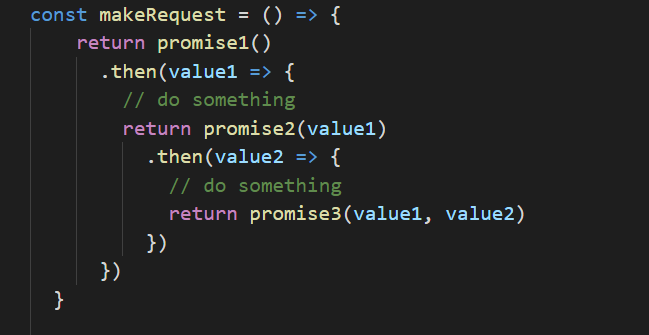 const makeRequest = () => {
return promise1()
.then(value1 => {
// do something
return promise2(value1)
.then(value2 => {
// do something
return promise3(value1, value2)
})
})
}